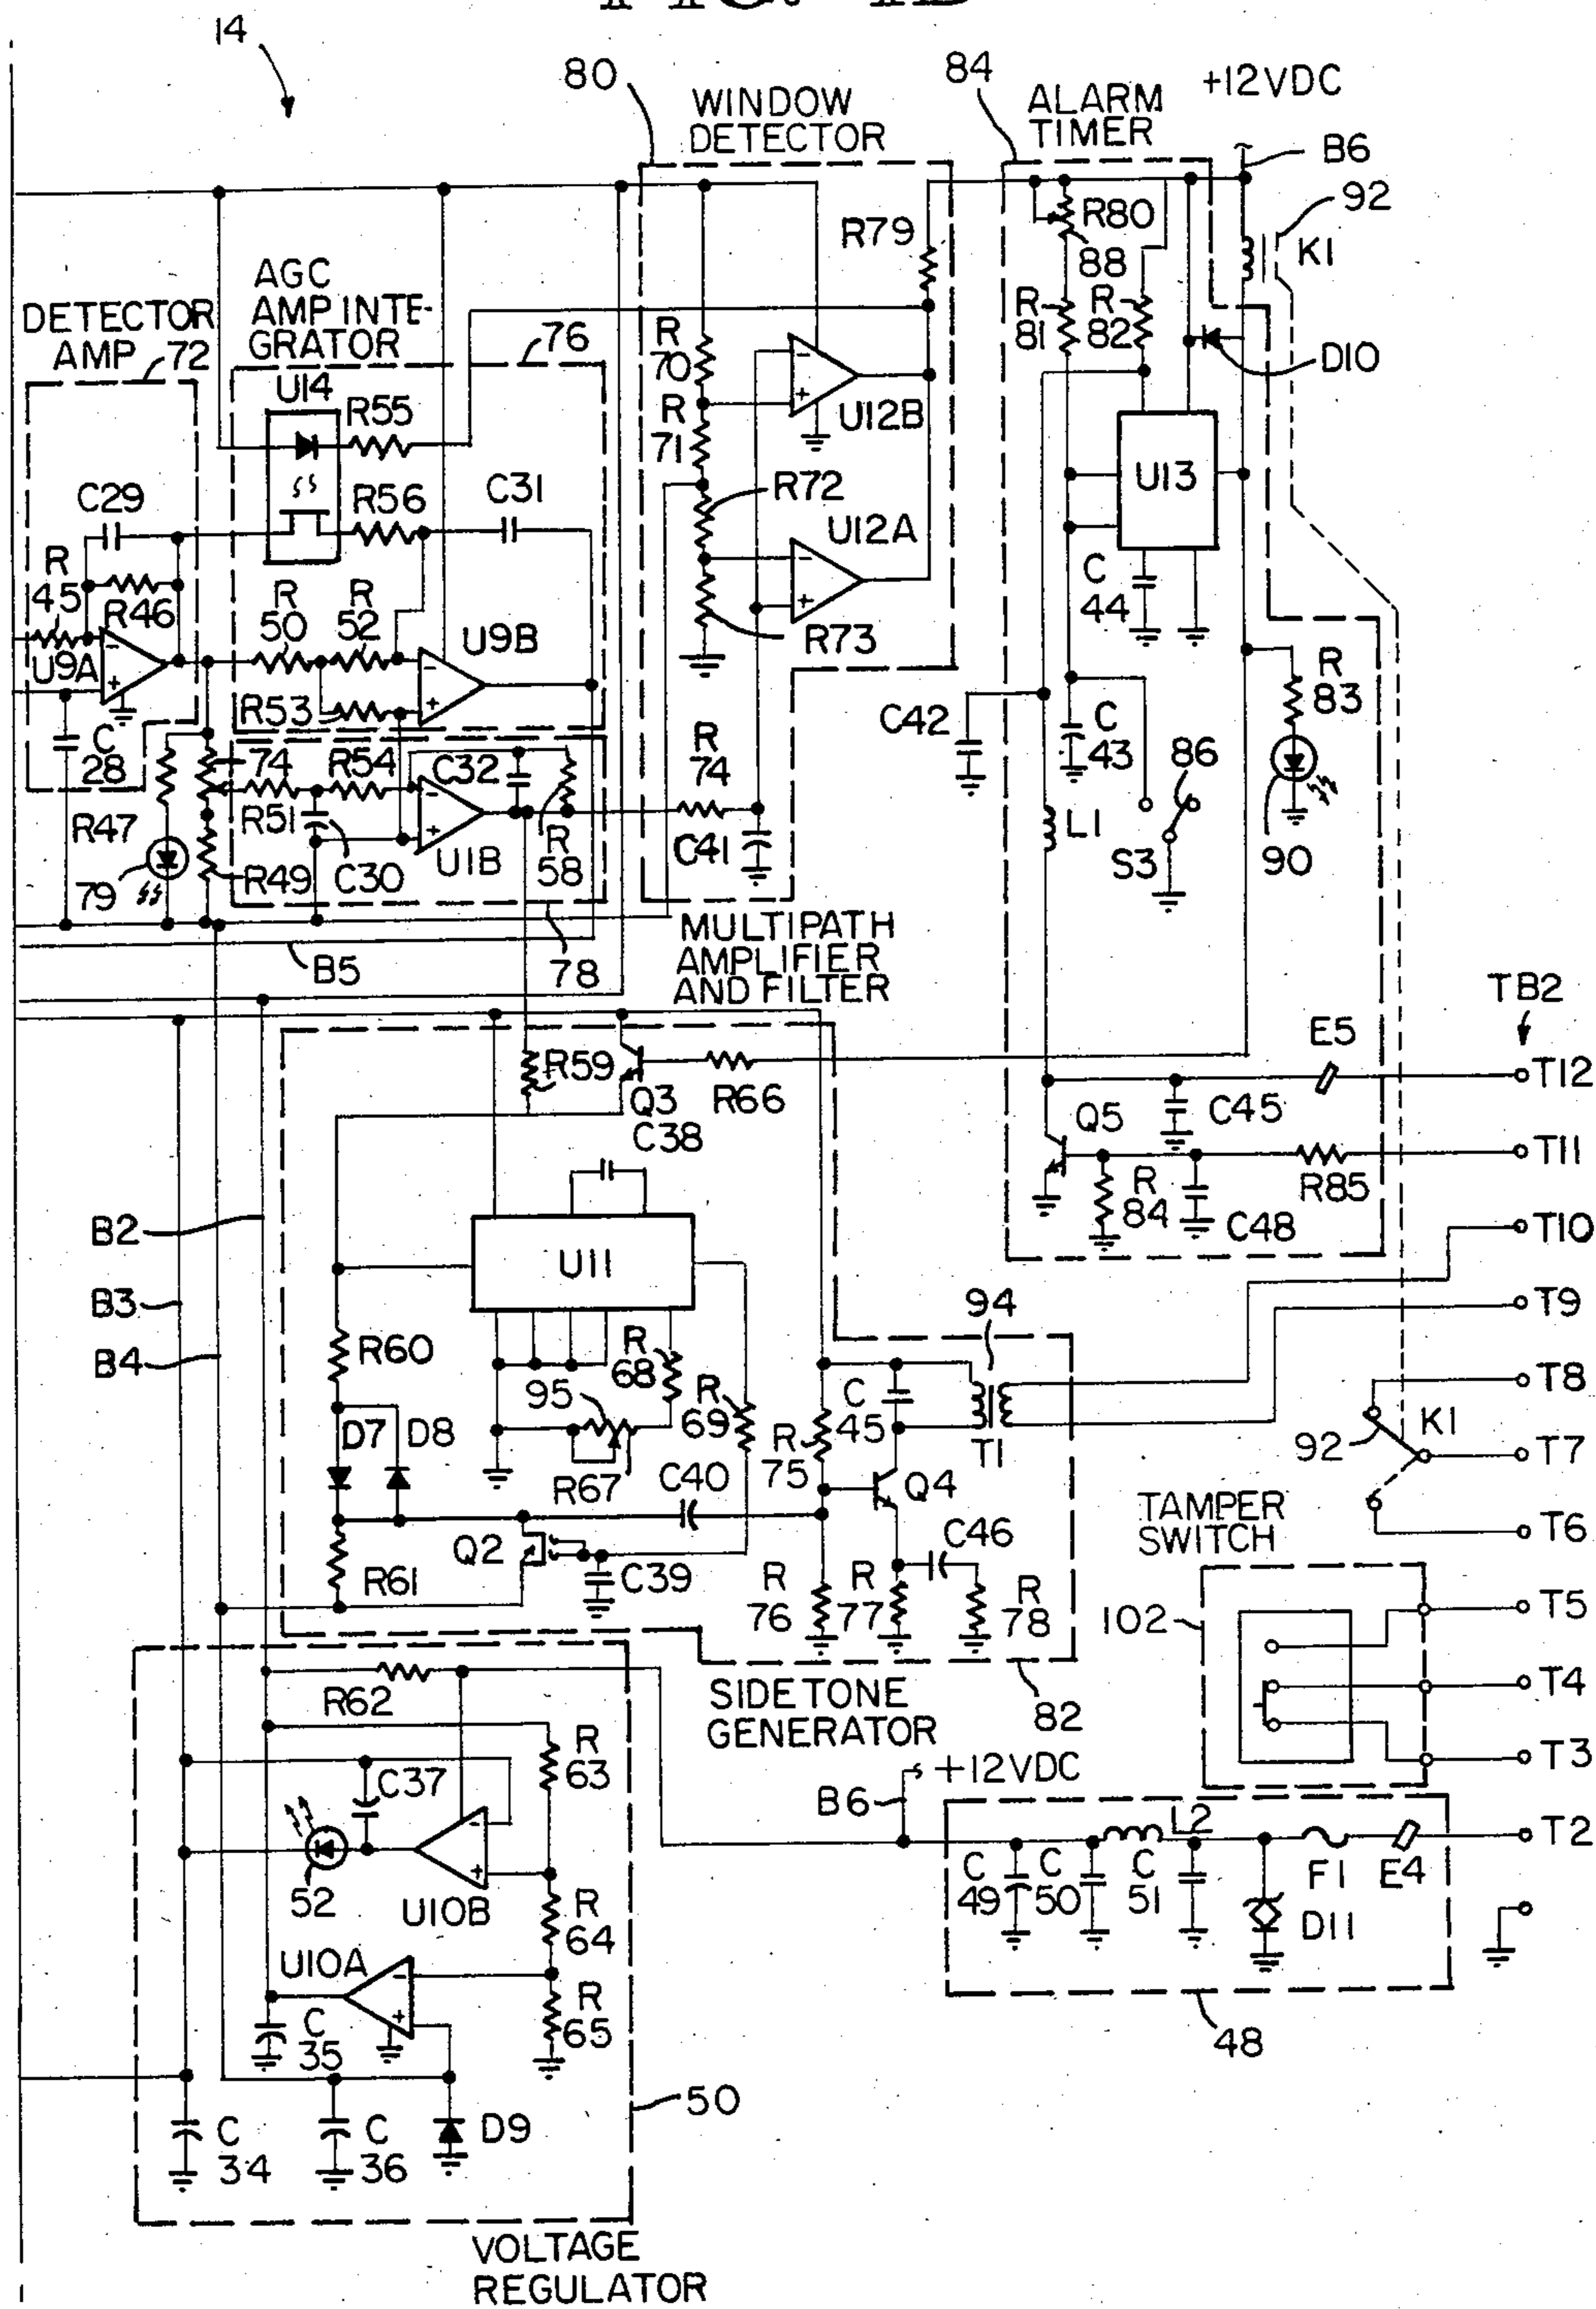 FIG. 4B
14
80
WINDOW
DETECTOR
84
ALARM
TIMER
+12VDC
B6
92
K1
R79
R80
88
R
81
R
82
D10
AGC
AMP INTE-
GRATOR
DETECTOR
AMP
72
76
U14
R55
R
70
R
71
U12B
U13
C29
R56
C31
R72
U12A
R
45
R46
R
50
R
52
U9B
R73
C
44
U9A
R53
R
83
C
28
74
R54
C32
R
74
C42
C
43
86
R47
R51
C41
L1
S3
90
79
R49
C30
U1B
R
58
B5
78
MULTIPATH
AMPLIFIER
AND FILTER
TB2
E5
T12
R59
Q3
R66
C45
Q5
C38
T11
R
84
C48
R85
B2
U11
T10
B3
94
T9
B4
R60
R
68
95
R
69
C
45
T8
D7
D8
R
75
T1
K1
92
T7
R67
C40
Q4
TAMPER
SWITCH
T6
Q2
C46
R61
C39
R
76
R
77
R
78
102
T5
R62
SIDETONE
GENERATOR
82
T4
R
63
C37
+12VDC
B6
T3
L2
T2
52
U10B
C
49
C
50
C
51
F1
E4
R
64
D11
U10A
C
35
R
65
48
50
C
34
C
36
D9
VOLTAGE
REGULATOR